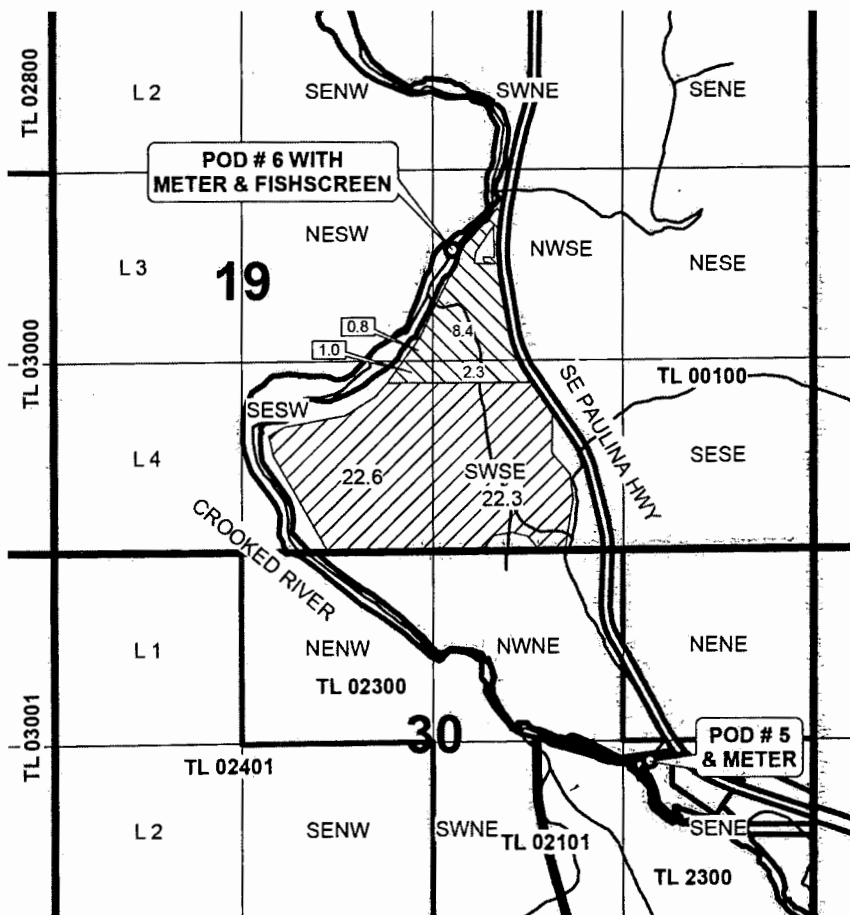 TL 02800
L 2
SENW
SWNE
SENE
POD # 6 WITH
METER & FISHSCREEN
NESW
NWSE
NESE
L 3
19
0.8
8.4
1.0
2.3
TL 03000
SE PAULINA HWY
TL 00100
SESW
L 4
22.6
SWSE
22.3
SESE
CROOKED RIVER
L 1
NENW
NWNE
NENE
TL 02300
30
POD # 5
& METER
TL 03001
TL 02401
L 2
SENW
SWNE
TL 02101
SENE
TL 2300